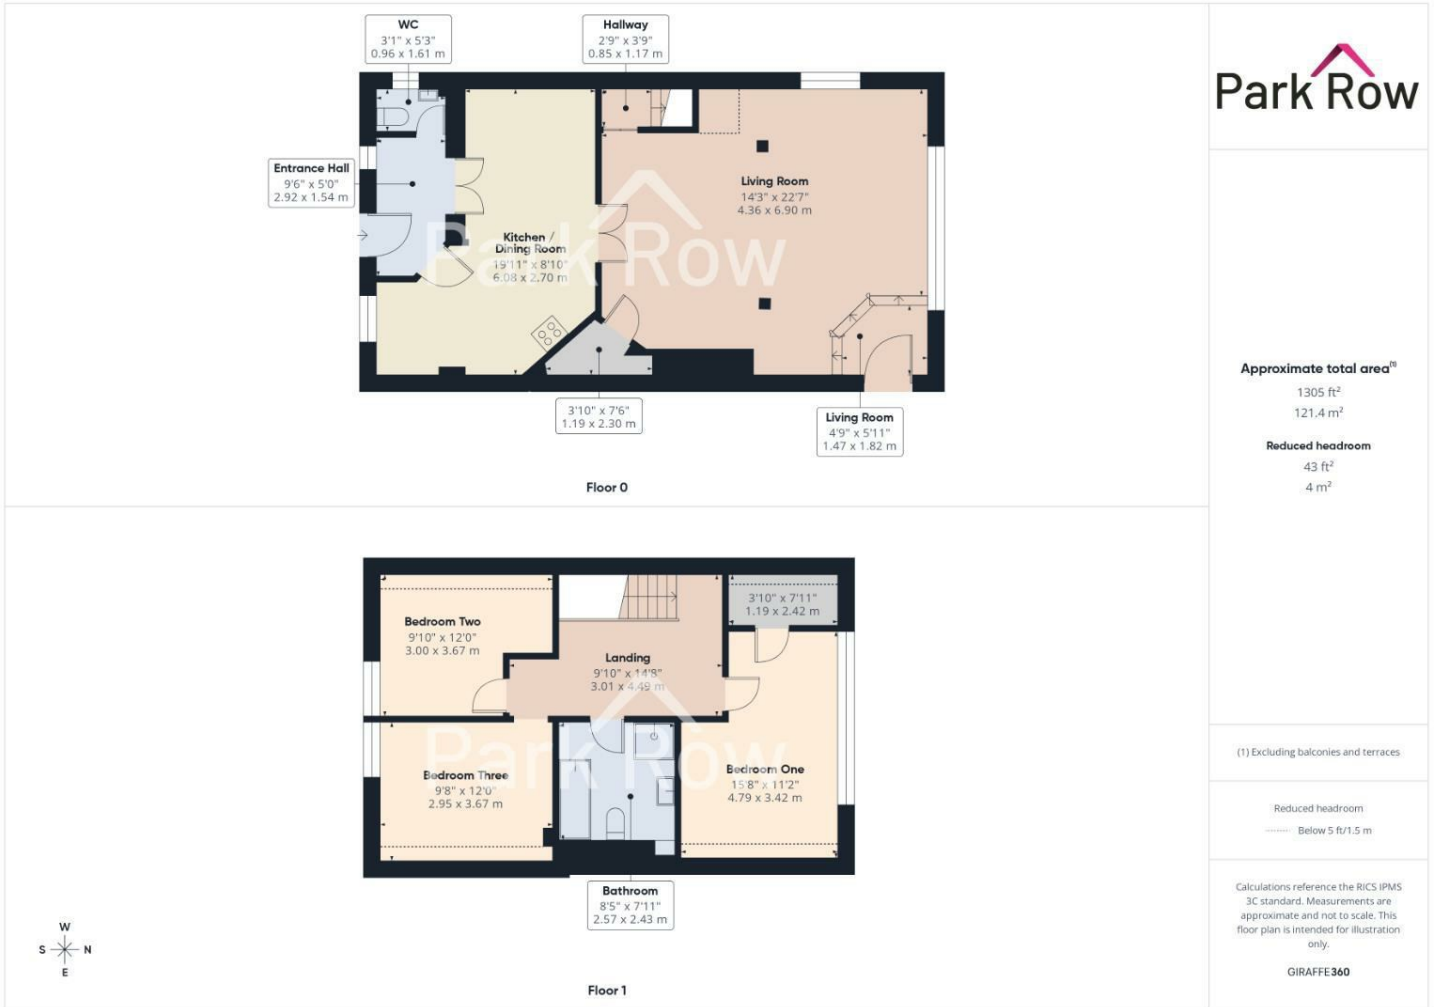 WC
3'1" x 5'3"
0.96 x 1.61 m
Hallway
2'9" x 3'9"
0.85 x 1.17 m
Entrance Hall
9'6" x 5'0"
2.92 x 1.54 m
Kitchen /
Dining Room
19'11" x 8'10"
6.08 x 2.70 m
Living Room
14'3" x 22'7"
4.36 x 6.90 m
Park Row
3'10" x 7'6"
1.19 x 2.30 m
Living Room
4'9" x 5'11"
1.47 x 1.82 m
Floor 0
Bedroom Two
9'10" x 12'0"
3.00 x 3.67 m
Landing
9'10" x 14'8"
3.01 x 4.49 m
3'10" x 7'11"
1.19 x 2.42 m
Bedroom Three
9'8" x 12'0"
2.95 x 3.67 m
Bedroom One
15'8" x 11'2"
4.79 x 3.42 m
Park Row
Bathroom
8'5" x 7'11"
2.57 x 2.43 m
W
S N
E
Floor 1
Park Row
Approximate total area(1)
1305 ft²
121.4 m²
Reduced headroom
43 ft²
4 m²
(1) Excluding balconies and terraces
Reduced headroom
Below 5 ft/1.5 m
Calculations reference the RICS IPMS
3C standard. Measurements are
approximate and not to scale. This
floor plan is intended for illustration
only.
GIRAFFE360